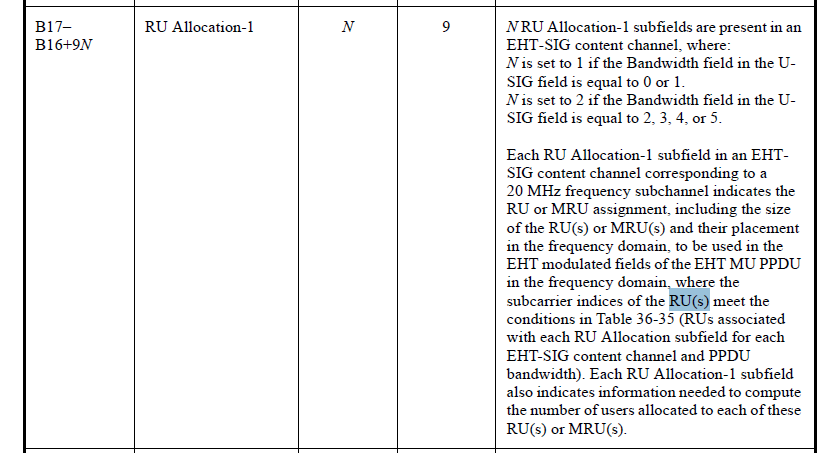 B17–
B16+9N
RU Allocation-1
N
9
N RU Allocation-1 subfields are present in an
EHT-SIG content channel, where:
N is set to 1 if the Bandwidth field in the U-
SIG field is equal to 0 or 1.
N is set to 2 if the Bandwidth field in the U-
SIG field is equal to 2, 3, 4, or 5.
Each RU Allocation-1 subfield in an EHT-
SIG content channel corresponding to a
20 MHz frequency subchannel indicates the
RU or MRU assignment, including the size
of the RU(s) or MRU(s) and their placement
in the frequency domain, to be used in the
EHT modulated fields of the EHT MU PPDU
in the frequency domain, where the
subcarrier indices of the RU(s) meet the
conditions in Table 36-35 (RUs associated
with each RU Allocation subfield for each
EHT-SIG content channel and PPDU
bandwidth). Each RU Allocation-1 subfield
also indicates information needed to compute
the number of users allocated to each of these
RU(s) or MRU(s).